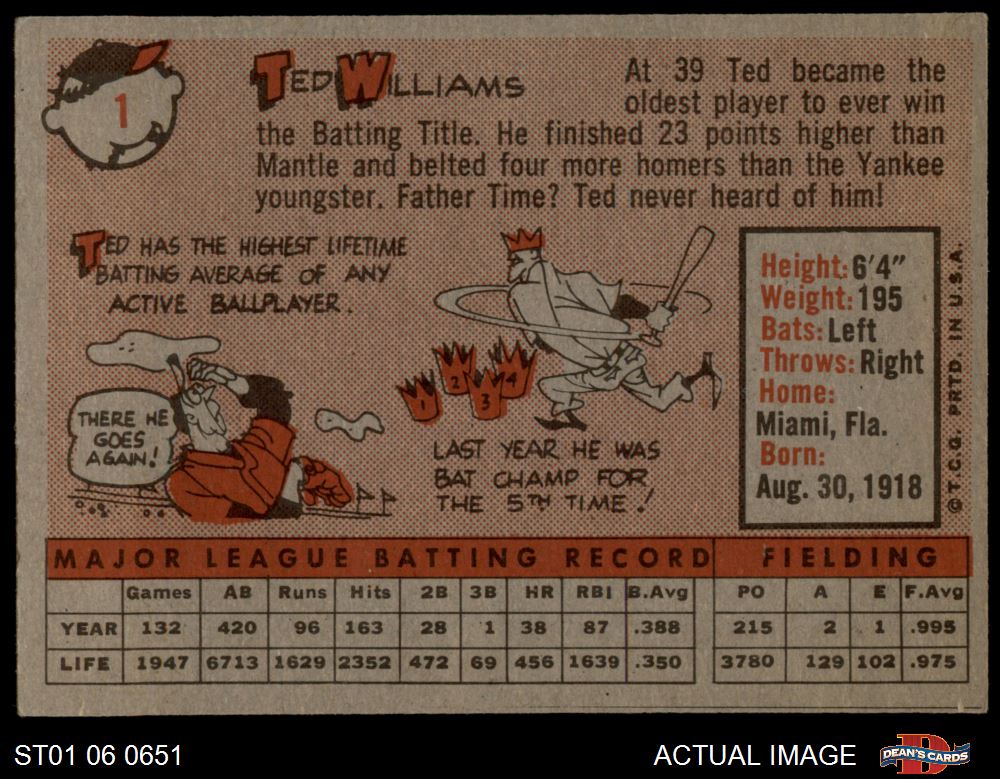 1
TED WILLIAMS
At 39 Ted became the
oldest player to ever win
the Batting Title. He finished 23 points higher than
Mantle and belted four more homers than the Yankee
youngster. Father Time? Ted never heard of him!
TED HAS THE HIGHEST LIFETIME
BATTING AVERAGE OF ANY
ACTIVE BALLPLAYER.
THERE HE
GOES
AGAIN!
1 2 3 4
LAST YEAR HE WAS
BAT CHAMP FOR
THE 5TH TIME!
Height: 6'4"
Weight: 195
Bats: Left
Throws: Right
Home:
Miami, Fla.
Born:
Aug. 30, 1918
© T.C.G. PRTD. IN U.S.A.
MAJOR LEAGUE BATTING RECORD FIELDING
Games AB Runs Hits 2B 3B HR RBI B.Avg PO A E F.Avg
YEAR 132 420 96 163 28 1 38 87 .388 215 2 1 .995
LIFE 1947 6713 1629 2352 472 69 456 1639 .350 3780 129 102 .975
ST01 06 0651
ACTUAL IMAGE
D
DEAN'S CARDS